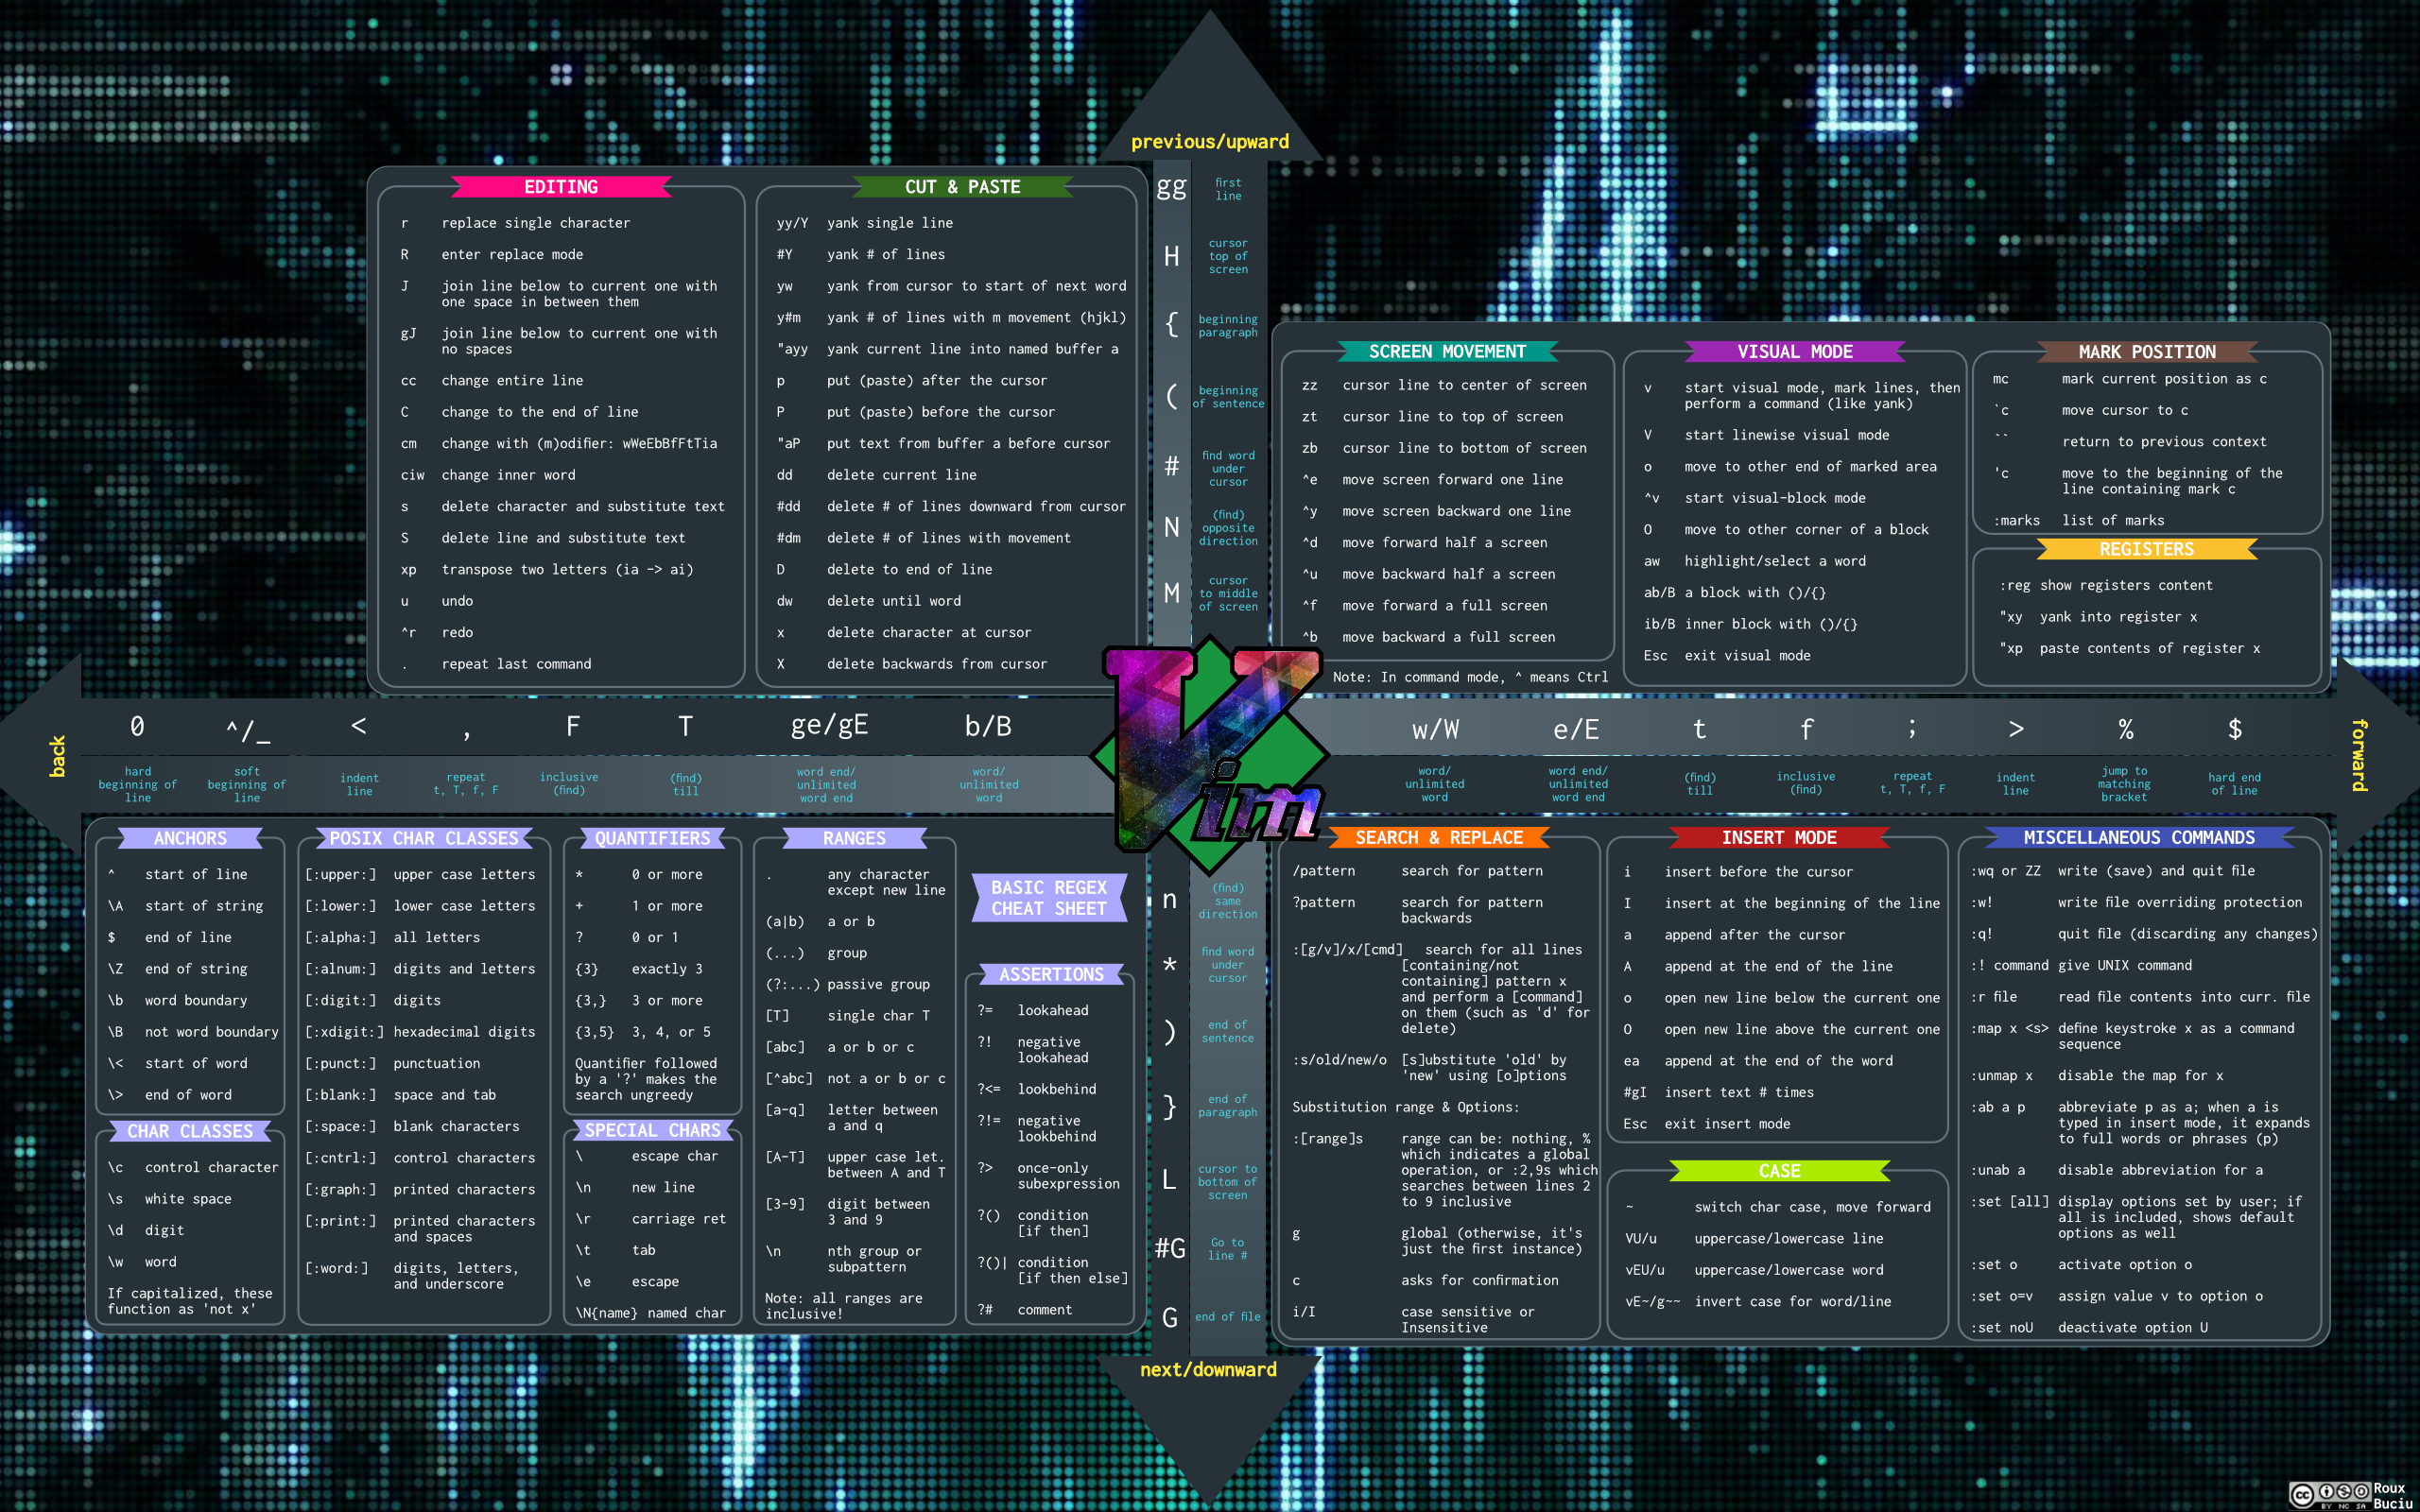 previous/upward
EDITING
r replace single character
R enter replace mode
J join line below to current one with
one space in between them
gJ join line below to current one with
no spaces
cc change entire line
C change to the end of line
cm change with (m)odifier: wWeEbBfFtTia
ciw change inner word
s delete character and substitute text
S delete line and substitute text
xp transpose two letters (ia -> ai)
u undo
^r redo
. repeat last command
CUT & PASTE
yy/Y yank single line
#Y yank # of lines
yw yank from cursor to start of next word
y#m yank # of lines with m movement (hjkl)
"ayy yank current line into named buffer a
p put (paste) after the cursor
P put (paste) before the cursor
"aP put text from buffer a before cursor
dd delete current line
#dd delete # of lines downward from cursor
#dm delete # of lines with movement
D delete to end of line
dw delete until word
x delete character at cursor
X delete backwards from cursor
gg first
line
H cursor
top of
screen
{ beginning
paragraph
( beginning
of sentence
# find word
under
cursor
N (find)
opposite
direction
M cursor
to middle
of screen
SCREEN MOVEMENT
zz cursor line to center of screen
zt cursor line to top of screen
zb cursor line to bottom of screen
^e move screen forward one line
^y move screen backward one line
^d move forward half a screen
^u move backward half a screen
^f move forward a full screen
^b move backward a full screen
Note: In command mode, ^ means Ctrl
VISUAL MODE
v start visual mode, mark lines, then
perform a command (like yank)
V start linewise visual mode
o move to other end of marked area
^v start visual-block mode
O move to other corner of a block
aw highlight/select a word
ab/B a block with ()/{}
ib/B inner block with ()/{}
Esc exit visual mode
MARK POSITION
mc mark current position as c
`c move cursor to c
`` return to previous context
'c move to the beginning of the
line containing mark c
:marks list of marks
REGISTERS
:reg show registers content
"xy yank into register x
"xp paste contents of register x
back
0 ^/_ < , F T ge/gE b/B
hard
beginning of
line
soft
beginning of
line
indent
line
repeat
t, T, f, F
inclusive
(find)
(find)
till
word end/
unlimited
word end
word/
unlimited
word
Vim
w/W e/E t f ; > % $
word/
unlimited
word
word end/
unlimited
word end
(find)
till
inclusive
(find)
repeat
t, T, f, F
indent
line
jump to
matching
bracket
hard end
of line
forward
ANCHORS
^ start of line
\A start of string
$ end of line
\Z end of string
\b word boundary
\B not word boundary
\< start of word
\> end of word
CHAR CLASSES
\c control character
\s white space
\d digit
\w word
If capitalized, these
function as 'not x'
POSIX CHAR CLASSES
[:upper:] upper case letters
[:lower:] lower case letters
[:alpha:] all letters
[:alnum:] digits and letters
[:digit:] digits
[:xdigit:] hexadecimal digits
[:punct:] punctuation
[:blank:] space and tab
[:space:] blank characters
[:cntrl:] control characters
[:graph:] printed characters
[:print:] printed characters
and spaces
[:word:] digits, letters,
and underscore
QUANTIFIERS
* 0 or more
+ 1 or more
? 0 or 1
{3} exactly 3
{3,} 3 or more
{3,5} 3, 4, or 5
Quantifier followed
by a '?' makes the
search ungreedy
SPECIAL CHARS
\ escape char
\n new line
\r carriage ret
\t tab
\e escape
\N{name} named char
RANGES
. any character
except new line
(a|b) a or b
(...) group
(?:...) passive group
[T] single char T
[abc] a or b or c
[^abc] not a or b or c
[a-q] letter between
a and q
[A-T] upper case let.
between A and T
[3-9] digit between
3 and 9
\n nth group or
subpattern
Note: all ranges are
inclusive!
BASIC REGEX
CHEAT SHEET
ASSERTIONS
?= lookahead
?! negative
lookahead
?<= lookbehind
?!= negative
lookbehind
?> once-only
subexpression
?() condition
[if then]
?()| condition
[if then else]
?# comment
n (find)
same
direction
* find word
under
cursor
) end of
sentence
} end of
paragraph
L cursor to
bottom of
screen
#G Go to
line #
G end of file
next/downward
SEARCH & REPLACE
/pattern search for pattern
?pattern search for pattern
backwards
:[g/v]/x/[cmd] search for all lines
[containing/not
containing] pattern x
and perform a [command]
on them (such as 'd' for
delete)
:s/old/new/o [s]ubstitute 'old' by
'new' using [o]ptions
Substitution range & Options:
:[range]s range can be: nothing, %
which indicates a global
operation, or :2,9s which
searches between lines 2
to 9 inclusive
g global (otherwise, it's
just the first instance)
c asks for confirmation
i/I case sensitive or
Insensitive
INSERT MODE
i insert before the cursor
I insert at the beginning of the line
a append after the cursor
A append at the end of the line
o open new line below the current one
O open new line above the current one
ea append at the end of the word
#gI insert text # times
Esc exit insert mode
CASE
~ switch char case, move forward
VU/u uppercase/lowercase line
vEU/u uppercase/lowercase word
vE~/g~~ invert case for word/line
MISCELLANEOUS COMMANDS
:wq or ZZ write (save) and quit file
:w! write file overriding protection
:q! quit file (discarding any changes)
:! command give UNIX command
:r file read file contents into curr. file
:map x <s> define keystroke x as a command
sequence
:unmap x disable the map for x
:ab a p abbreviate p as a; when a is
typed in insert mode, it expands
to full words or phrases (p)
:unab a disable abbreviation for a
:set [all] display options set by user; if
all is included, shows default
options as well
:set o activate option o
:set o=v assign value v to option o
:set noU deactivate option U
cc
BY NC SA
Roux
Buciu